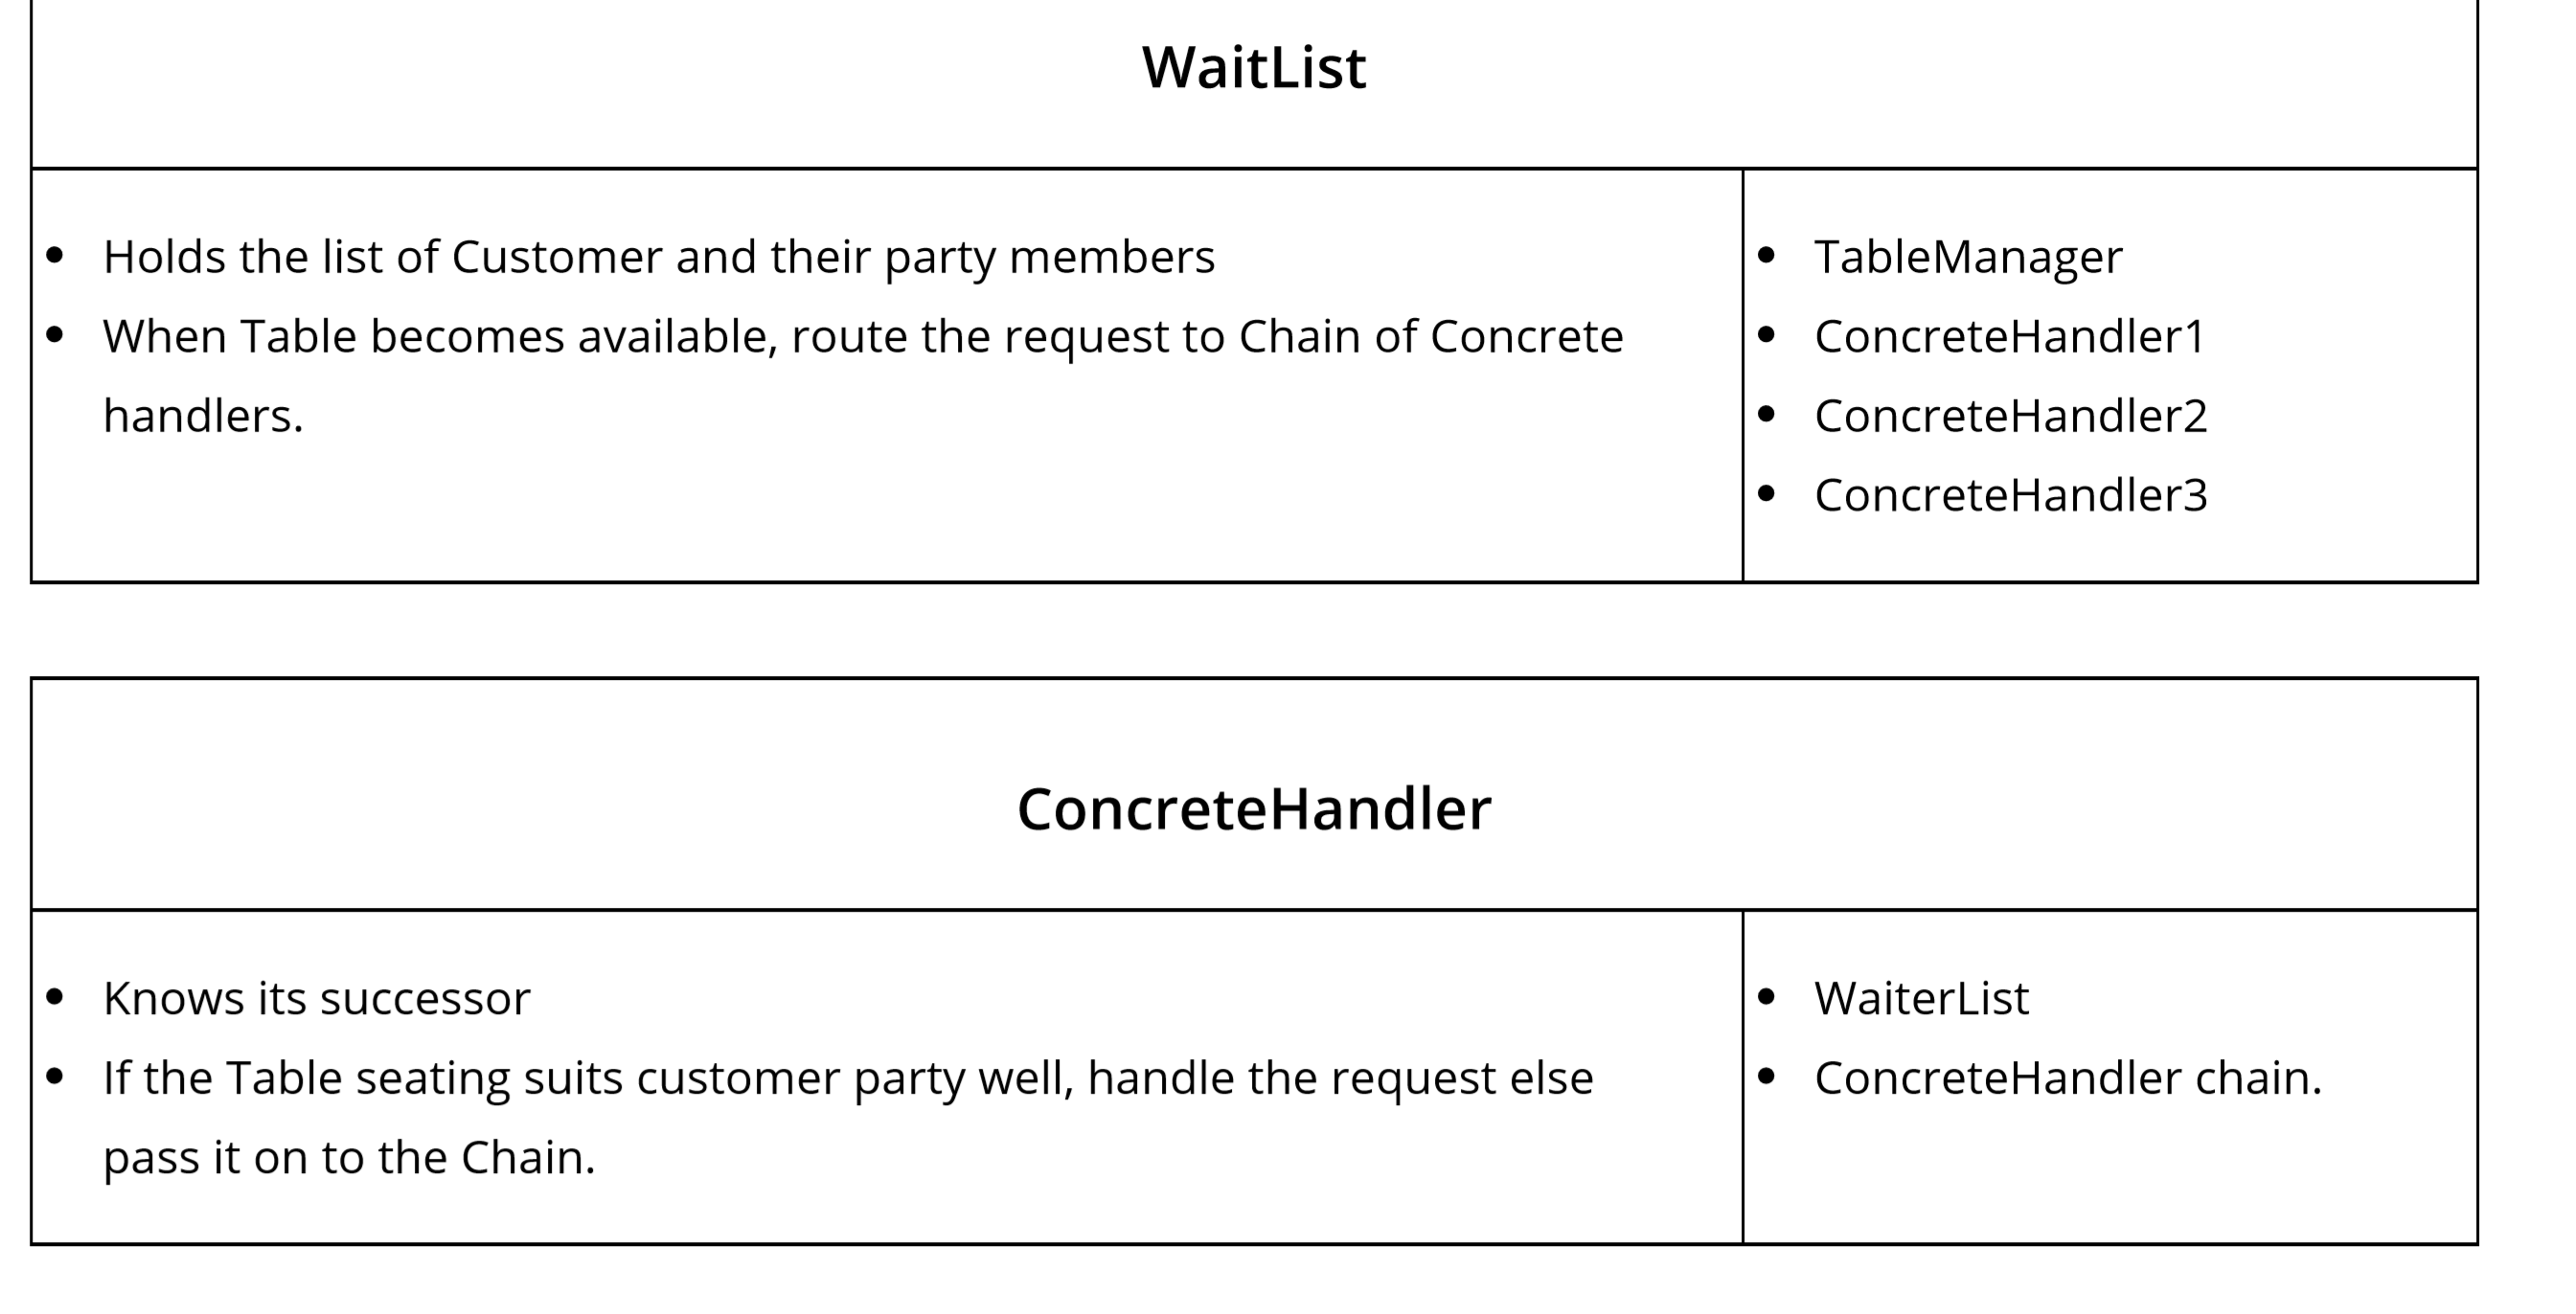 WaitList
• Holds the list of Customer and their party members
• When Table becomes available, route the request to Chain of Concrete
handlers.
• TableManager
• ConcreteHandler1
• ConcreteHandler2
• ConcreteHandler3
ConcreteHandler
• Knows its successor
• If the Table seating suits customer party well, handle the request else
pass it on to the Chain.
• WaiterList
• ConcreteHandler chain.